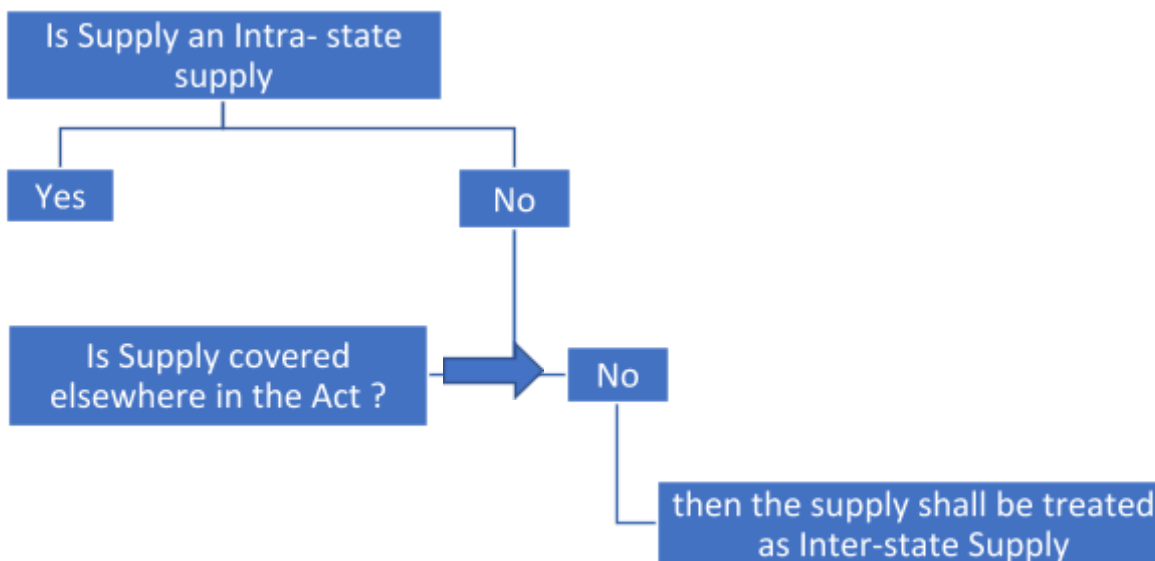 Is Supply an Intra- state
supply
Yes
No
Is Supply covered
elsewhere in the Act ?
No
then the supply shall be treated
as Inter-state Supply